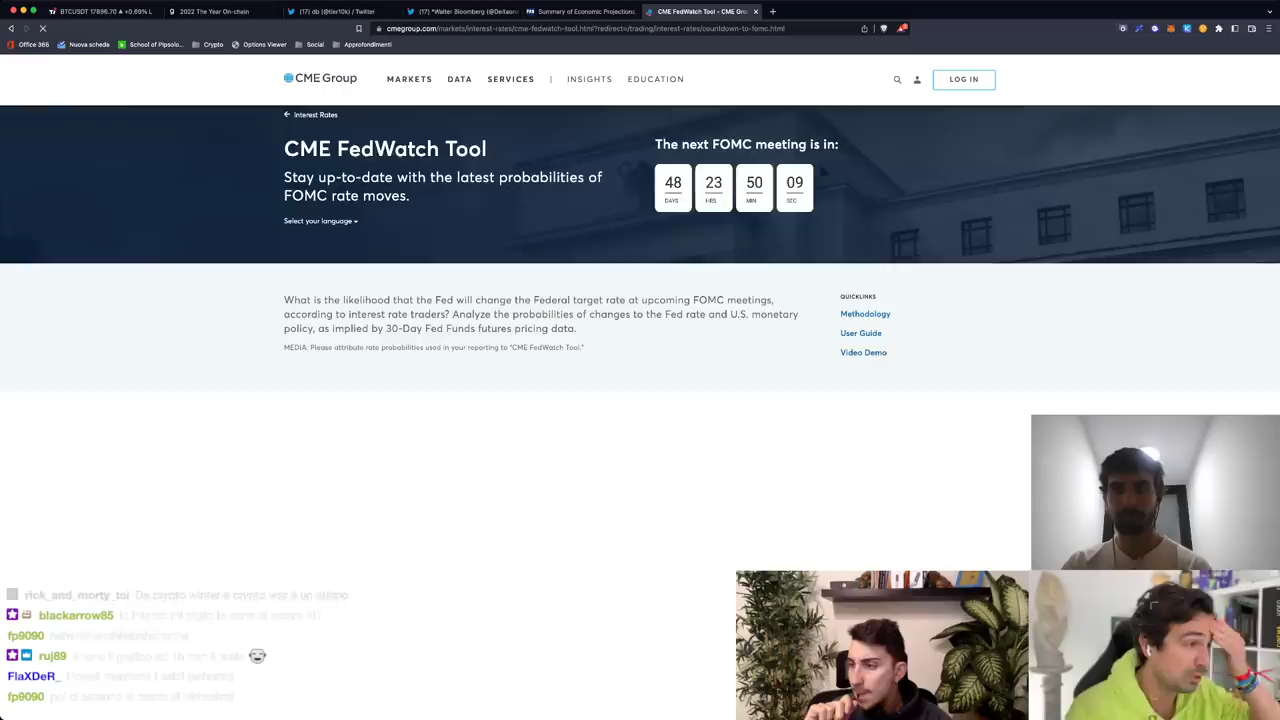 BTCUSDT 17896.70 ▲ +0.69% L
2022 The Year On-chain
(17) db (@tier10k) / Twitter
(17) *Walter Bloomberg (@Deltaone
Summary of Economic Projections,
CME FedWatch Tool - CME Gro
cmegroup.com/markets/interest-rates/cme-fedwatch-tool.html?redirect=/trading/interest-rates/countdown-to-fomc.html
Office 365
Nuova scheda
School of Pipsolo...
Crypto
Options Viewer
Social
Approfondimenti
CME Group
MARKETS DATA SERVICES | INSIGHTS EDUCATION
LOG IN
← Interest Rates
CME FedWatch Tool
Stay up-to-date with the latest probabilities of
FOMC rate moves.
Select your language
The next FOMC meeting is in:
48 23 50 09
DAYS HRS MIN SEC
What is the likelihood that the Fed will change the Federal target rate at upcoming FOMC meetings,
according to interest rate traders? Analyze the probabilities of changes to the Fed rate and U.S. monetary
policy, as implied by 30-Day Fed Funds futures pricing data.
MEDIA: Please attribute rate probabilities used in your reporting to "CME FedWatch Tool."
QUICKLINKS
Methodology
User Guide
Video Demo
rick_and_morty_toi
blackarrow85
fp9090
ruj89
FlaXDeR_
fp9090